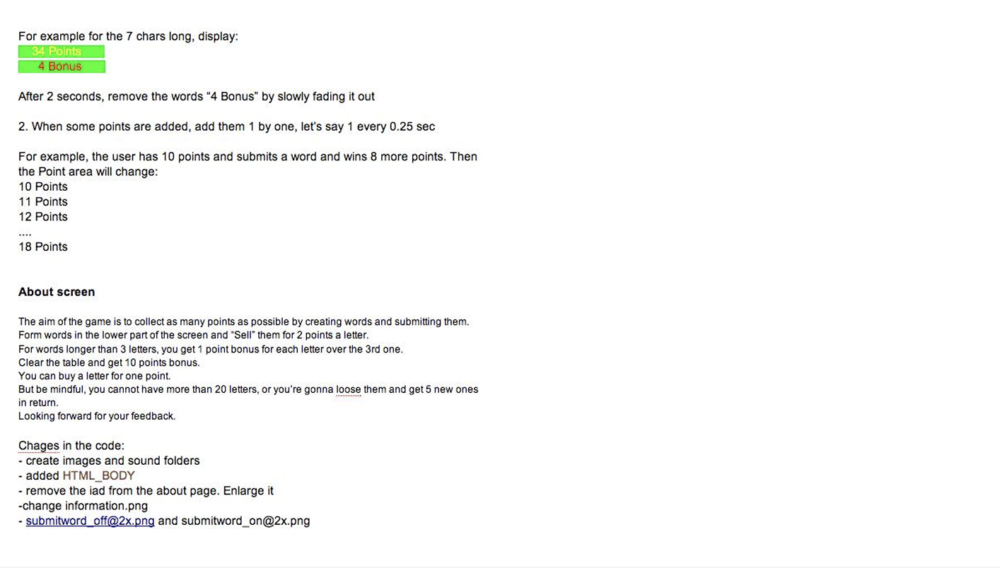 For example for the 7 chars long, display:
34 Points
4 Bonus
After 2 seconds, remove the words “4 Bonus” by slowly fading it out
2. When some points are added, add them 1 by one, let's say 1 every 0.25 sec
For example, the user has 10 points and submits a word and wins 8 more points. Then
the Point area will change:
10 Points
11 Points
12 Points
....
18 Points
About screen
The aim of the game is to collect as many points as possible by creating words and submitting them.
Form words in the lower part of the screen and “Sell” them for 2 points a letter.
For words longer than 3 letters, you get 1 point bonus for each letter over the 3rd one.
Clear the table and get 10 points bonus.
You can buy a letter for one point.
But be mindful, you cannot have more than 20 letters, or you’re gonna loose them and get 5 new ones
in return.
Looking forward for your feedback.
Chages in the code:
- create images and sound folders
- added HTML_BODY
- remove the iad from the about page. Enlarge it
-change information.png
- submitword_off@2x.png and submitword_on@2x.png